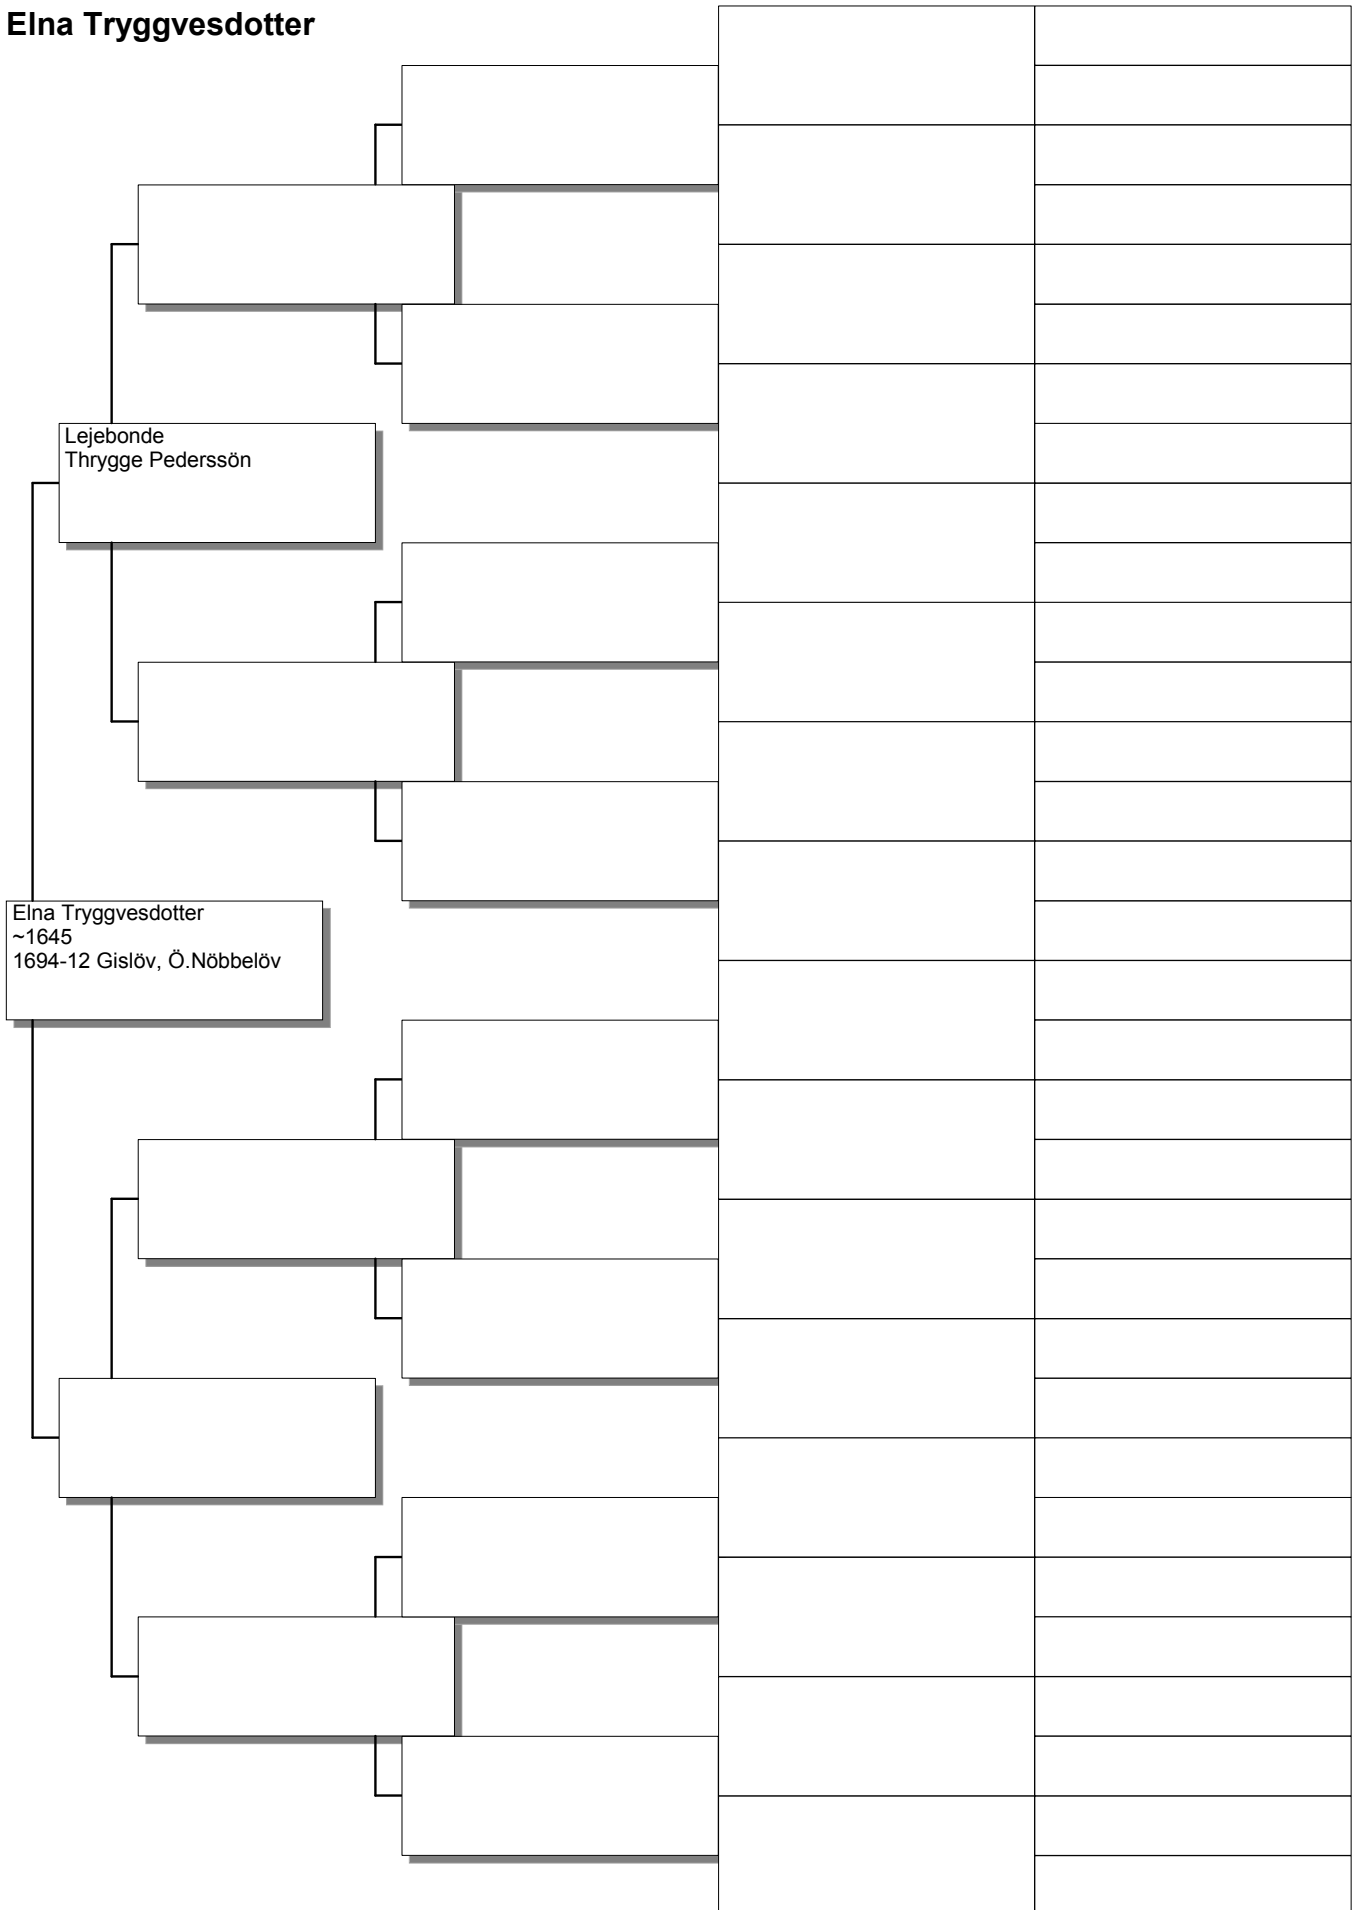 Elna Tryggvesdotter
Lejebonde
Thrygge Pederssön
Elna Tryggvesdotter
~1645
1694-12 Gislöv, Ö.Nöbbelöv